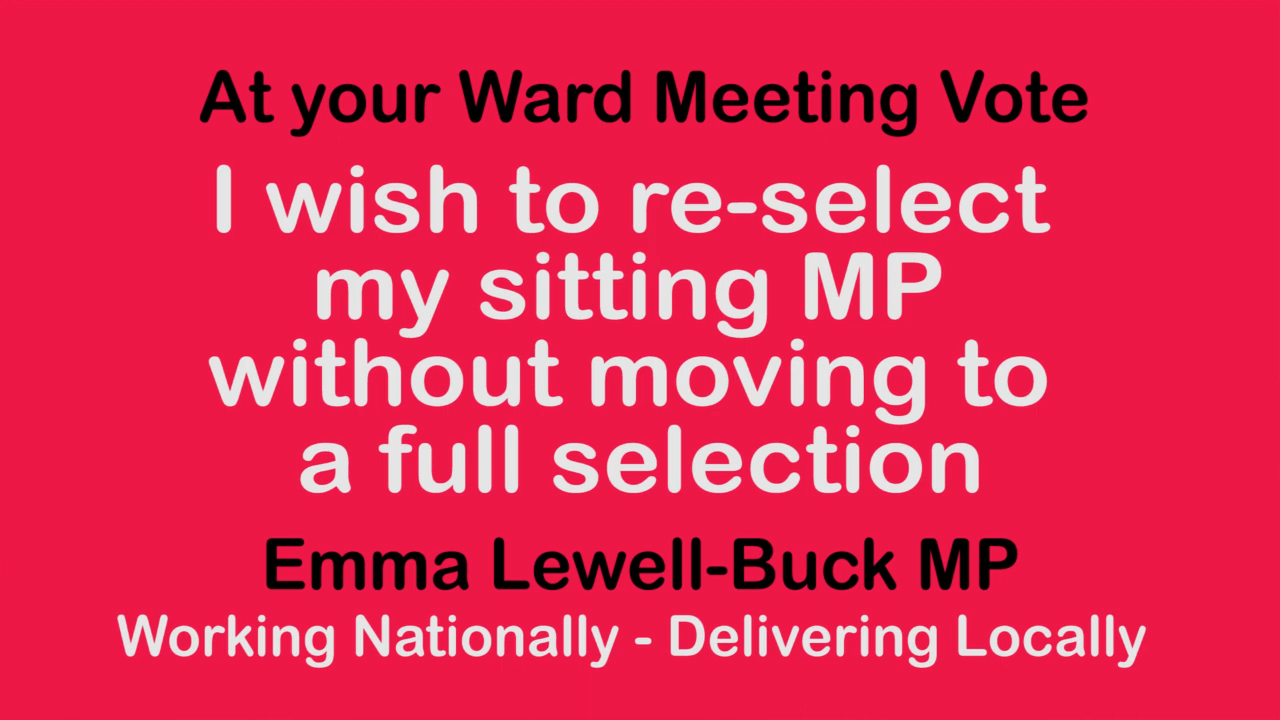 At your Ward Meeting Vote
I wish to re-select
my sitting MP
without moving to
a full selection
Emma Lewell-Buck MP
Working Nationally - Delivering Locally